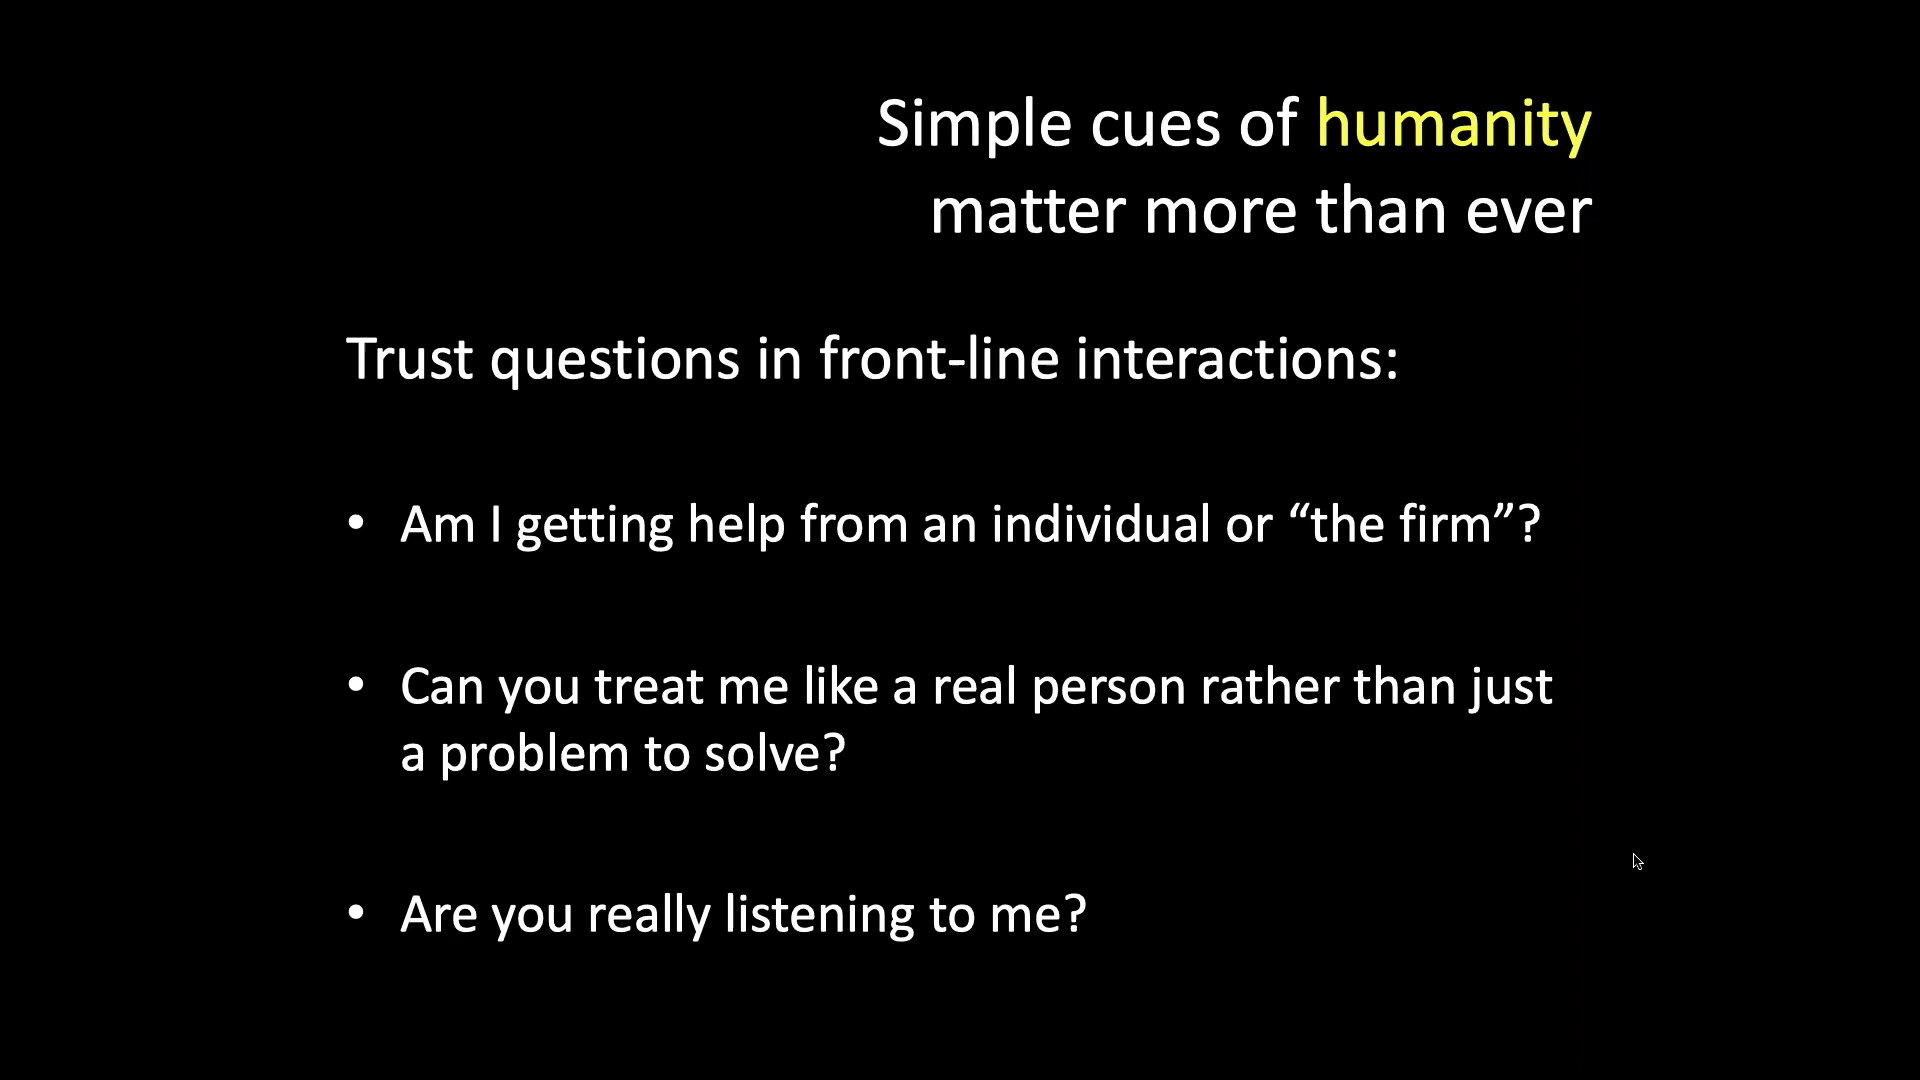 Simple cues of humanity
matter more than ever
Trust questions in front-line interactions:
• Am I getting help from an individual or “the firm”?
• Can you treat me like a real person rather than just
a problem to solve?
• Are you really listening to me?